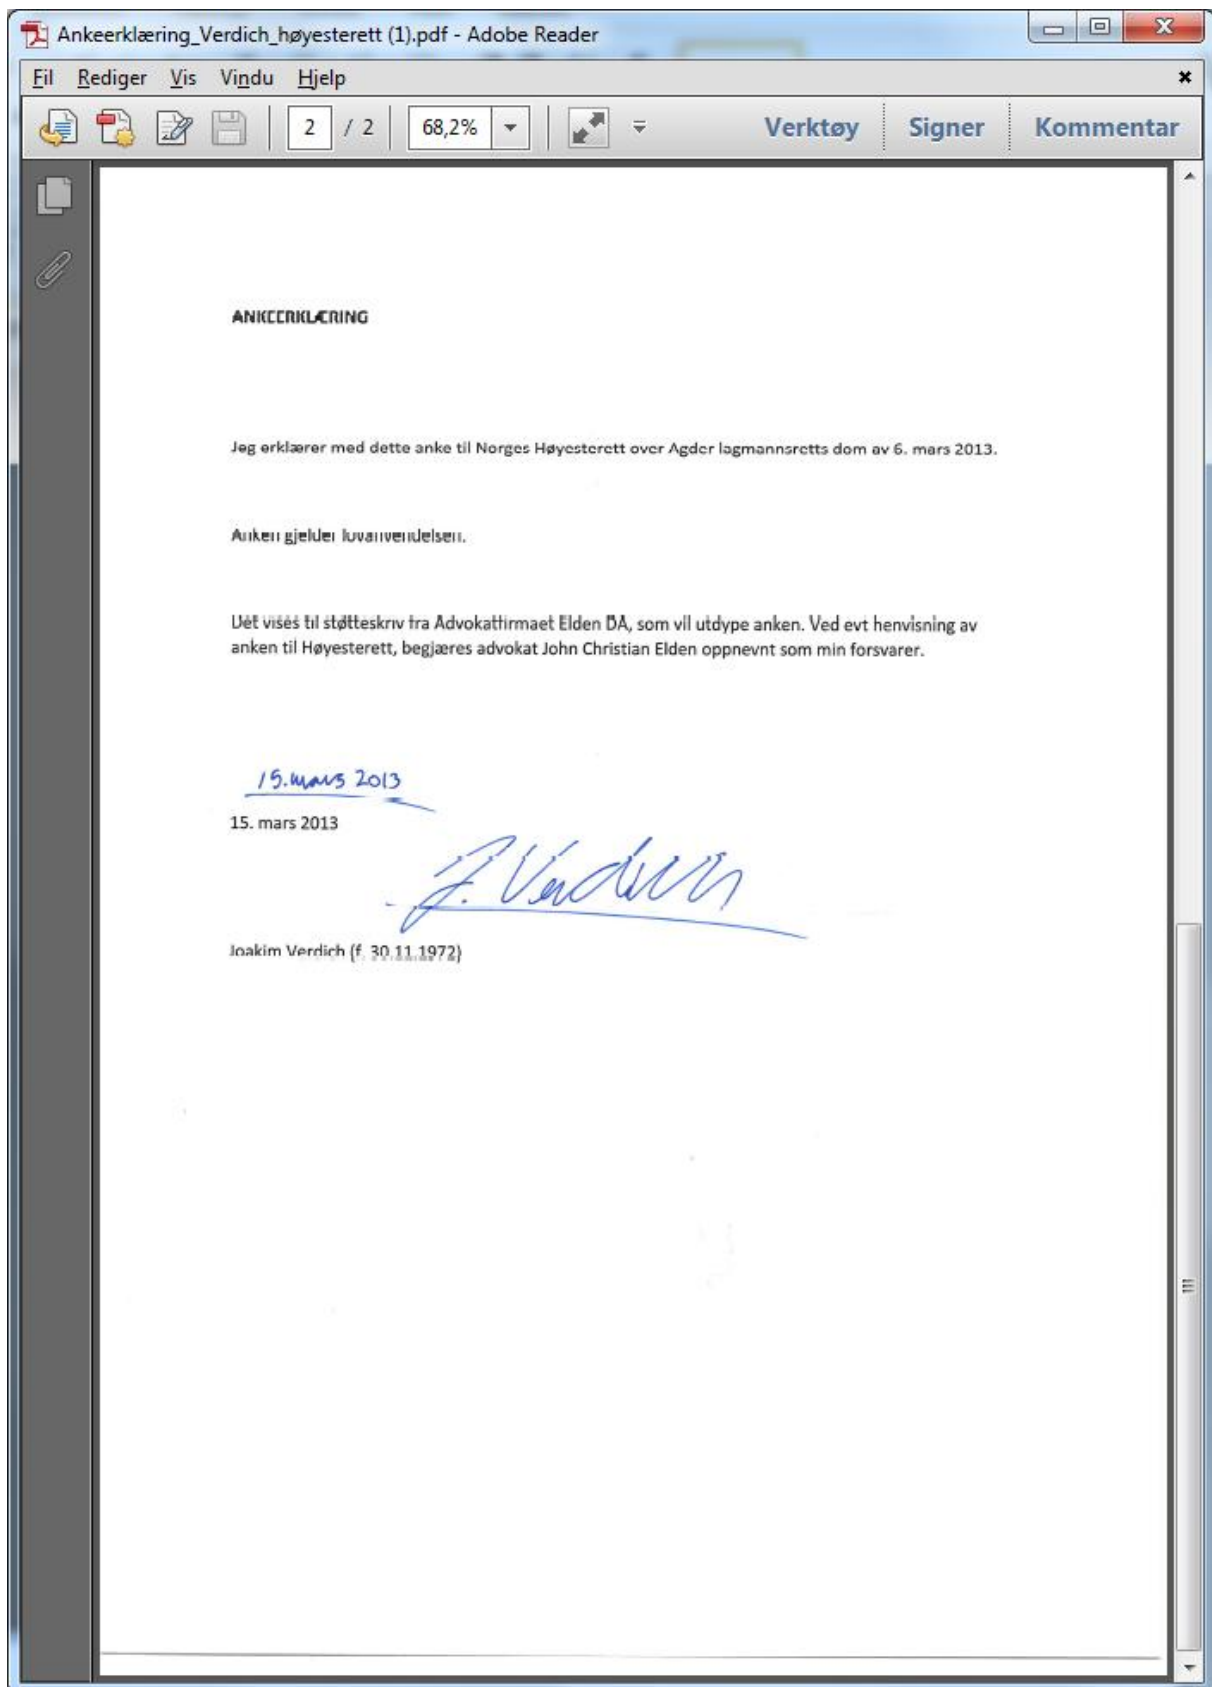 Ankeerklæring_Verdich_høyesterett (1).pdf - Adobe Reader
Fil Rediger Vis Vindu Hjelp
2 / 2 68,2% Verktøy Signer Kommentar
ANKEERKLÆRING
Jeg erklærer med dette anke til Norges Høyesterett over Agder lagmannsretts dom av 6. mars 2013.
Anken gjelder lovanvendelsen.
Det vises til støtteskriv fra Advokatfirmaet Elden DA, som vil utdype anken. Ved evt henvisning av
anken til Høyesterett, begjæres advokat John Christian Elden oppnevnt som min forsvarer.
15. mars 2013
15. mars 2013
J. Verdich
Joakim Verdich (f. 30.11.1972)